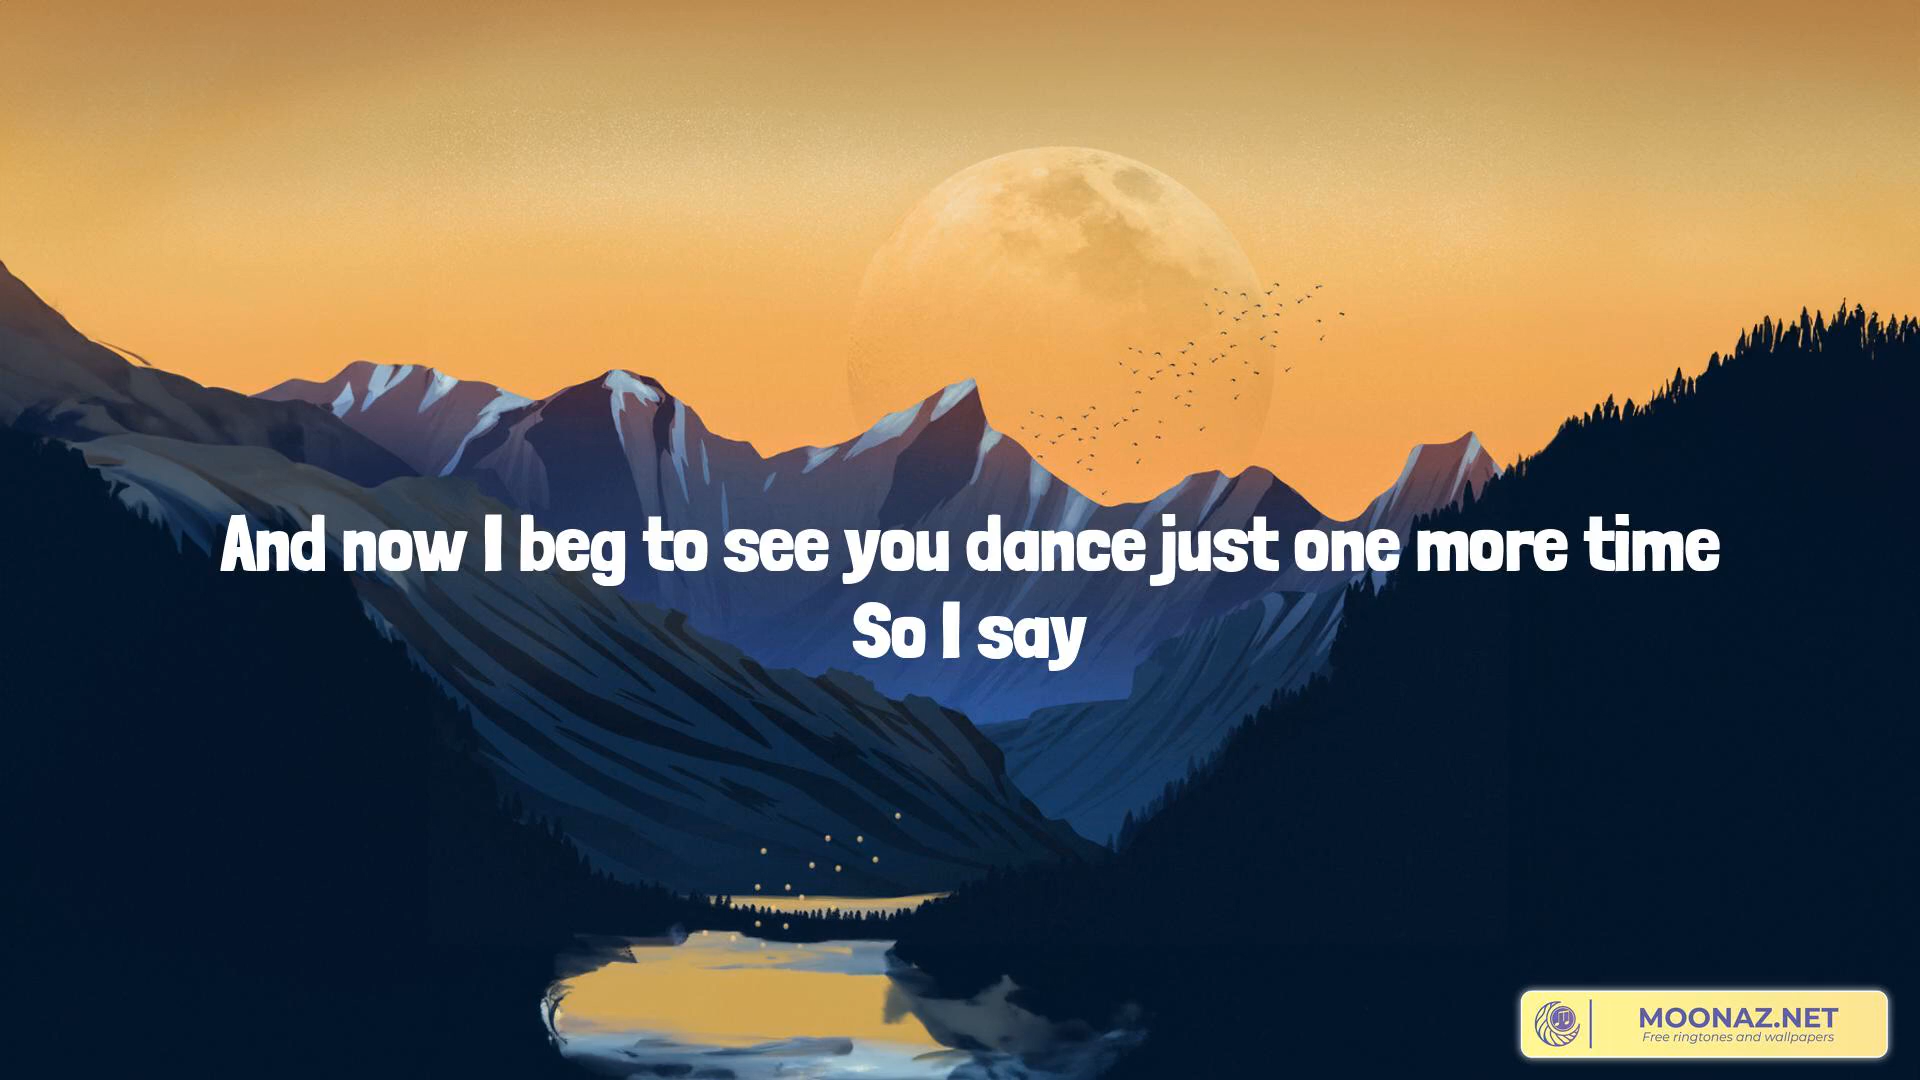 And now I beg to see you dance just one more time
So I say
MOONAZ.NET
Free ringtones and wallpapers